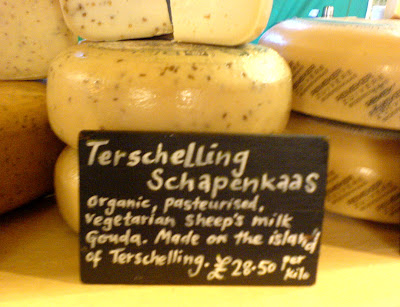 Terschelling
Schapenkaas
organic, pasteurised,
vegetarian sheep's milk
Gouda. Made on the island
of Terschelling. £28.50 per kilo